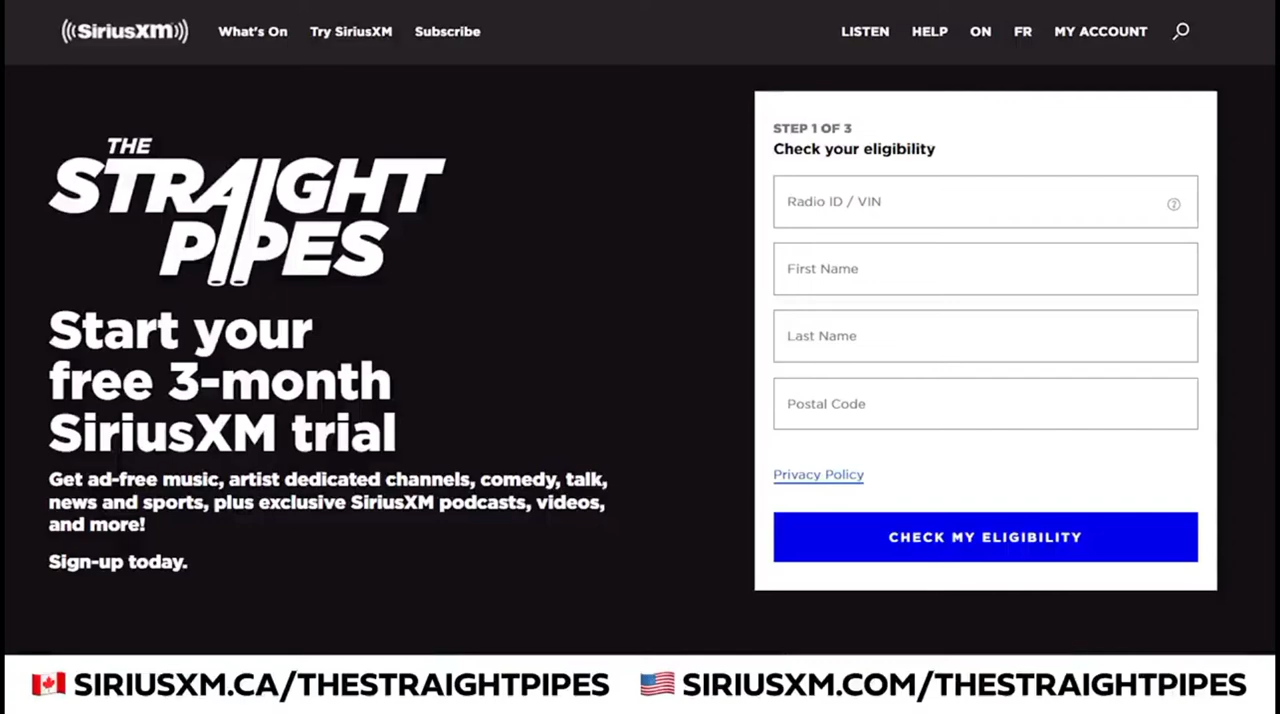 SiriusXM What's On Try SiriusXM Subscribe LISTEN HELP ON FR MY ACCOUNT
THE
STRAIGHT
PIPES
Start your
free 3-month
SiriusXM trial
Get ad-free music, artist dedicated channels, comedy, talk,
news and sports, plus exclusive SiriusXM podcasts, videos,
and more!
Sign-up today.
STEP 1 OF 3
Check your eligibility
Radio ID / VIN ?
First Name
Last Name
Postal Code
Privacy Policy
CHECK MY ELIGIBILITY
SIRIUSXM.CA/THESTRAIGHTPIPES SIRIUSXM.COM/THESTRAIGHTPIPES